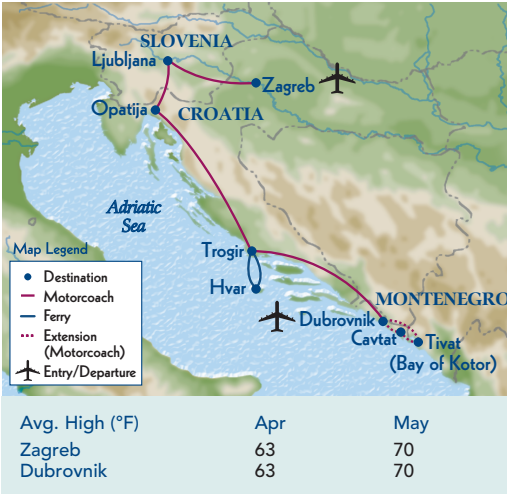 SLOVENIA
Ljubljana
Zagreb
Opatija
CROATIA
Adriatic
Sea
Map Legend
Destination
Motorcoach
Ferry
Extension
(Motorcoach)
Entry/Departure
Trogir
Hvar
MONTENEGRO
Dubrovnik
Cavtat
Tivat
(Bay of Kotor)
Avg. High (°F) Apr May
Zagreb 63 70
Dubrovnik 63 70